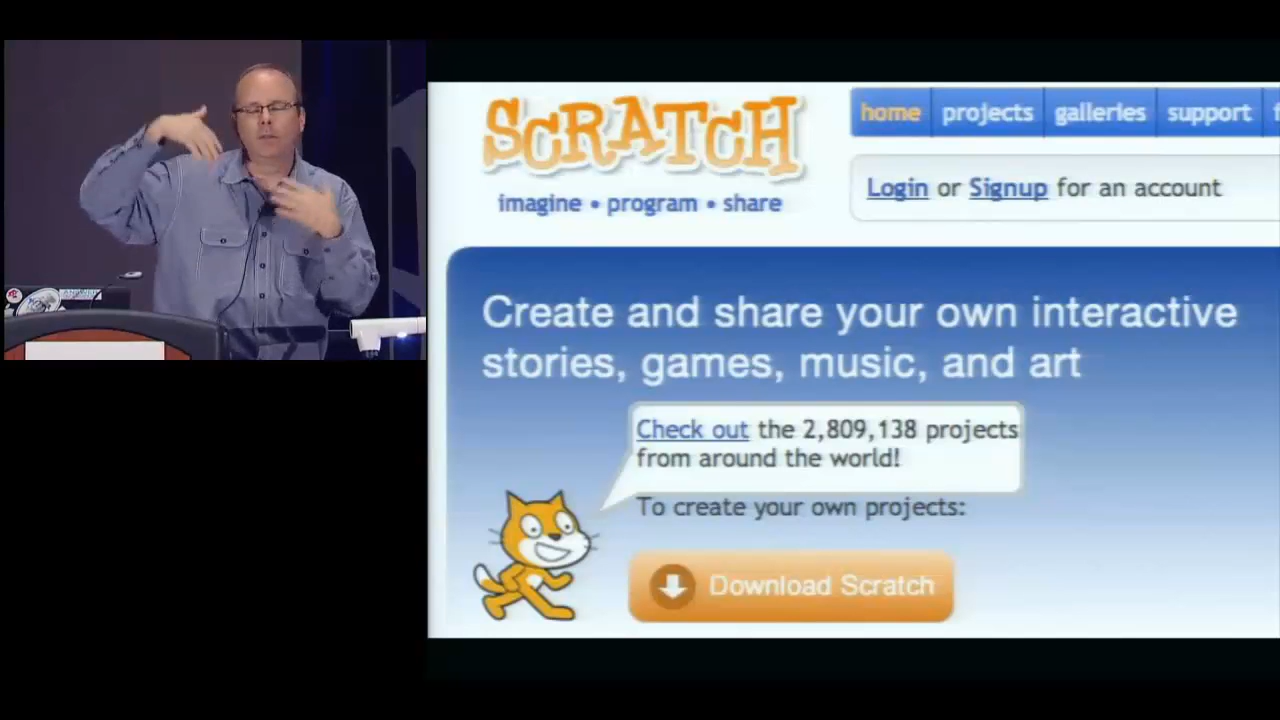 SCRATCH
imagine • program • share
home projects galleries support
Login or Signup for an account
Create and share your own interactive
stories, games, music, and art
Check out the 2,809,138 projects
from around the world!
To create your own projects:
Download Scratch